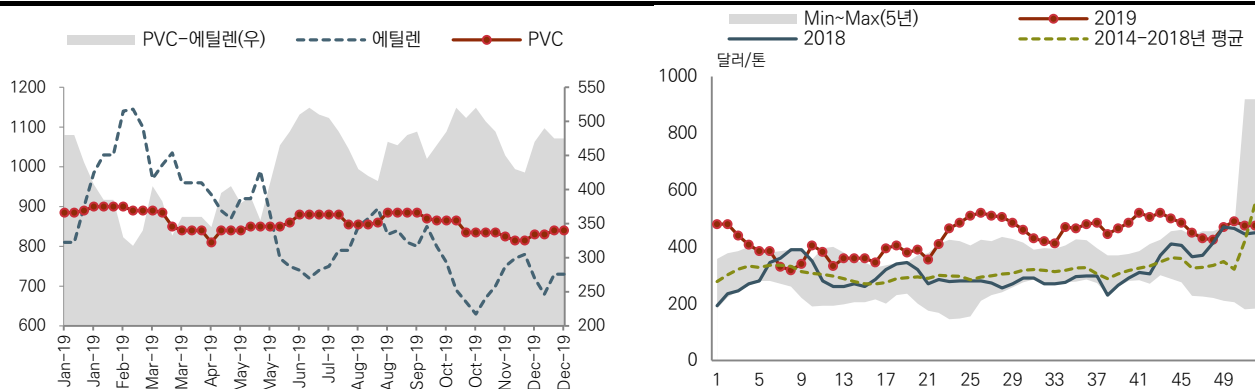 PVC-에틸렌(우) 에틸렌 PVC
1200 550
1100 500
1000 450
400
900 350
800 300
700 250
600 200
Jan-19 Jan-19 Feb-19 Mar-19 Mar-19 Apr-19 May-19 May-19 Jun-19 Jul-19 Aug-19 Aug-19 Sep-19 Oct-19 Oct-19 Nov-19 Dec-19 Dec-19
Min~Max(5년) 2019
2018 2014-2018년 평균
달러/톤
1000
800
600
400
200
0
1 5 9 13 17 21 25 29 33 37 41 45 49